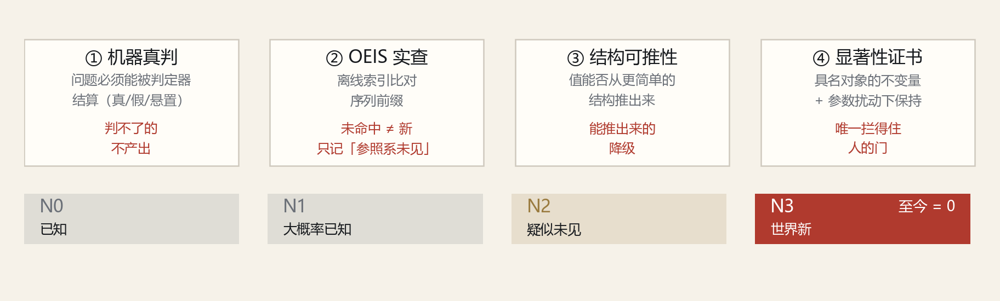 ① 机器真判
问题必须能被判定器
结算（真/假/悬置）
判不了的
不产出
② OEIS 实查
离线索引比对
序列前缀
未命中 ≠ 新
只记「参照系未见」
③ 结构可推性
值能否从更简单的
结构推出来
能推出来的
降级
④ 显著性证书
具名对象的不变量
+ 参数扰动下保持
唯一拦得住
人的门
N0
已知
N1
大概率已知
N2
疑似未见
N3
至今 = 0
世界新